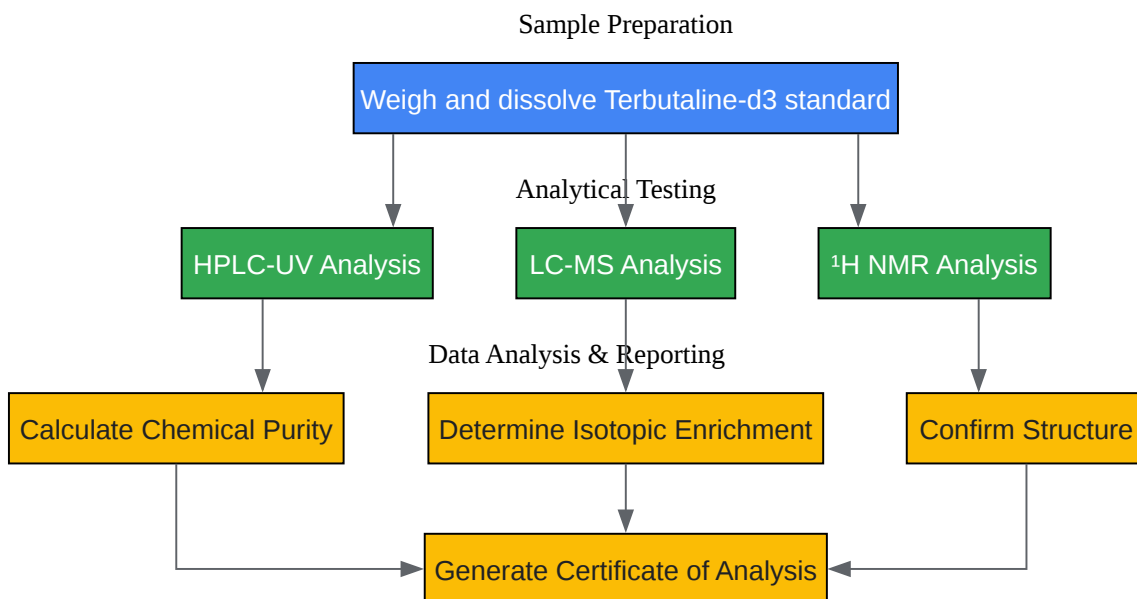 Sample Preparation
Weigh and dissolve Terbutaline-d3 standard
Analytical Testing
HPLC-UV Analysis
LC-MS Analysis
¹H NMR Analysis
Data Analysis & Reporting
Calculate Chemical Purity
Determine Isotopic Enrichment
Confirm Structure
Generate Certificate of Analysis